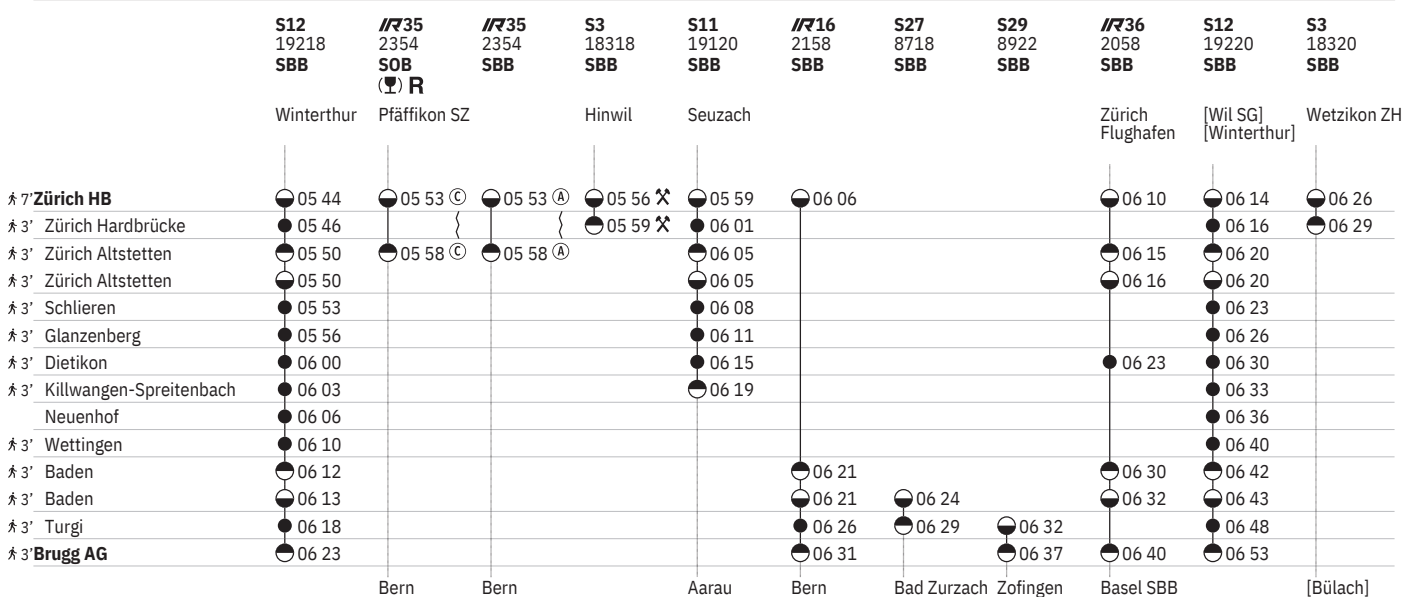 S12 IR35 IR35 S3 S11 IR16 S27 S29 IR36 S12 S3
19218 2354 2354 18318 19120 2158 8718 8922 2058 19220 18320
SBB SOB SBB SBB SBB SBB SBB SBB SBB SBB SBB
R
Winterthur Pfäffikon SZ Hinwil Seuzach Zürich [Wil SG] Wetzikon ZH
Flughafen [Winterthur]
7' Zürich HB 05 44 05 53 Ⓒ 05 53 Ⓐ 05 56 05 59 06 06 06 10 06 14 06 26
3' Zürich Hardbrücke 05 46 05 59 06 01 06 16 06 29
3' Zürich Altstetten 05 50 05 58 Ⓒ 05 58 Ⓐ 06 05 06 15 06 20
3' Zürich Altstetten 05 50 06 05 06 16 06 20
3' Schlieren 05 53 06 08 06 23
3' Glanzenberg 05 56 06 11 06 26
3' Dietikon 06 00 06 15 06 23 06 30
3' Killwangen-Spreitenbach 06 03 06 19 06 33
Neuenhof 06 06 06 36
3' Wettingen 06 10 06 40
3' Baden 06 12 06 21 06 30 06 42
3' Baden 06 13 06 21 06 24 06 32 06 43
3' Turgi 06 18 06 26 06 29 06 32 06 48
3' Brugg AG 06 23 06 31 06 37 06 40 06 53
Bern Bern Aarau Bern Bad Zurzach Zofingen Basel SBB [Bülach]